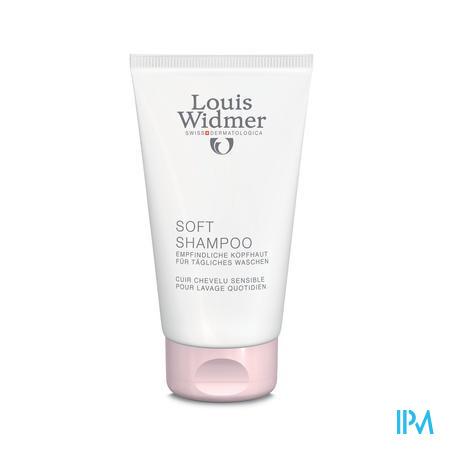 Louis
Widmer
SWISS DERMATOLOGICA
SOFT
SHAMPOO
EMPFINDLICHE KOPFHAUT
FÜR TÄGLICHES WASCHEN
CUIR CHEVELU SENSIBLE
POUR LAVAGE QUOTIDIEN
IPM